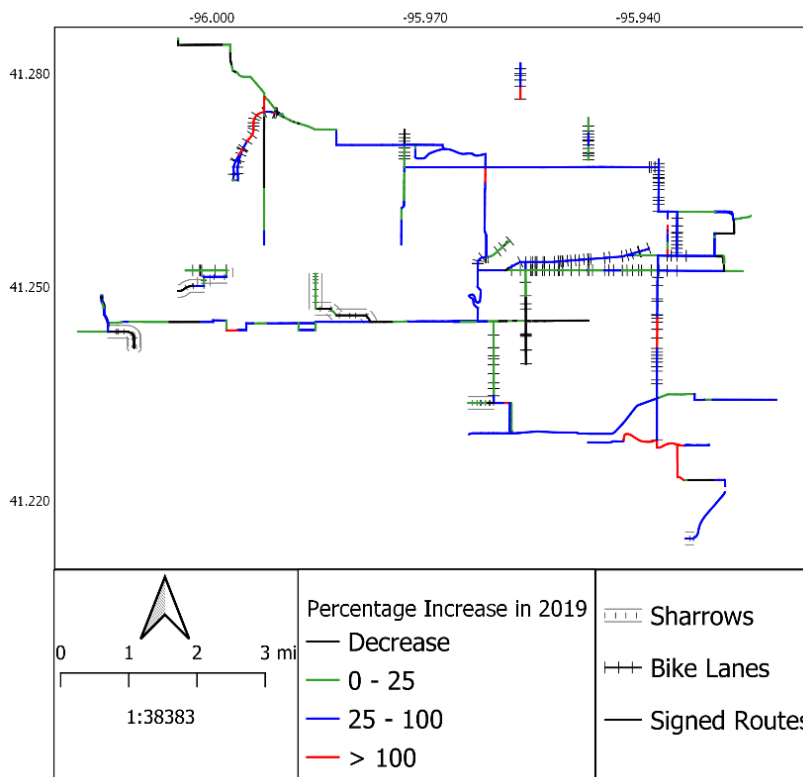 -96.000 -95.970 -95.940
41.280
41.250
41.220
Percentage Increase in 2019
Decrease
0 - 25
25 - 100
> 100
0 1 2 3 mi
1:38383
Sharrows
Bike Lanes
Signed Routes